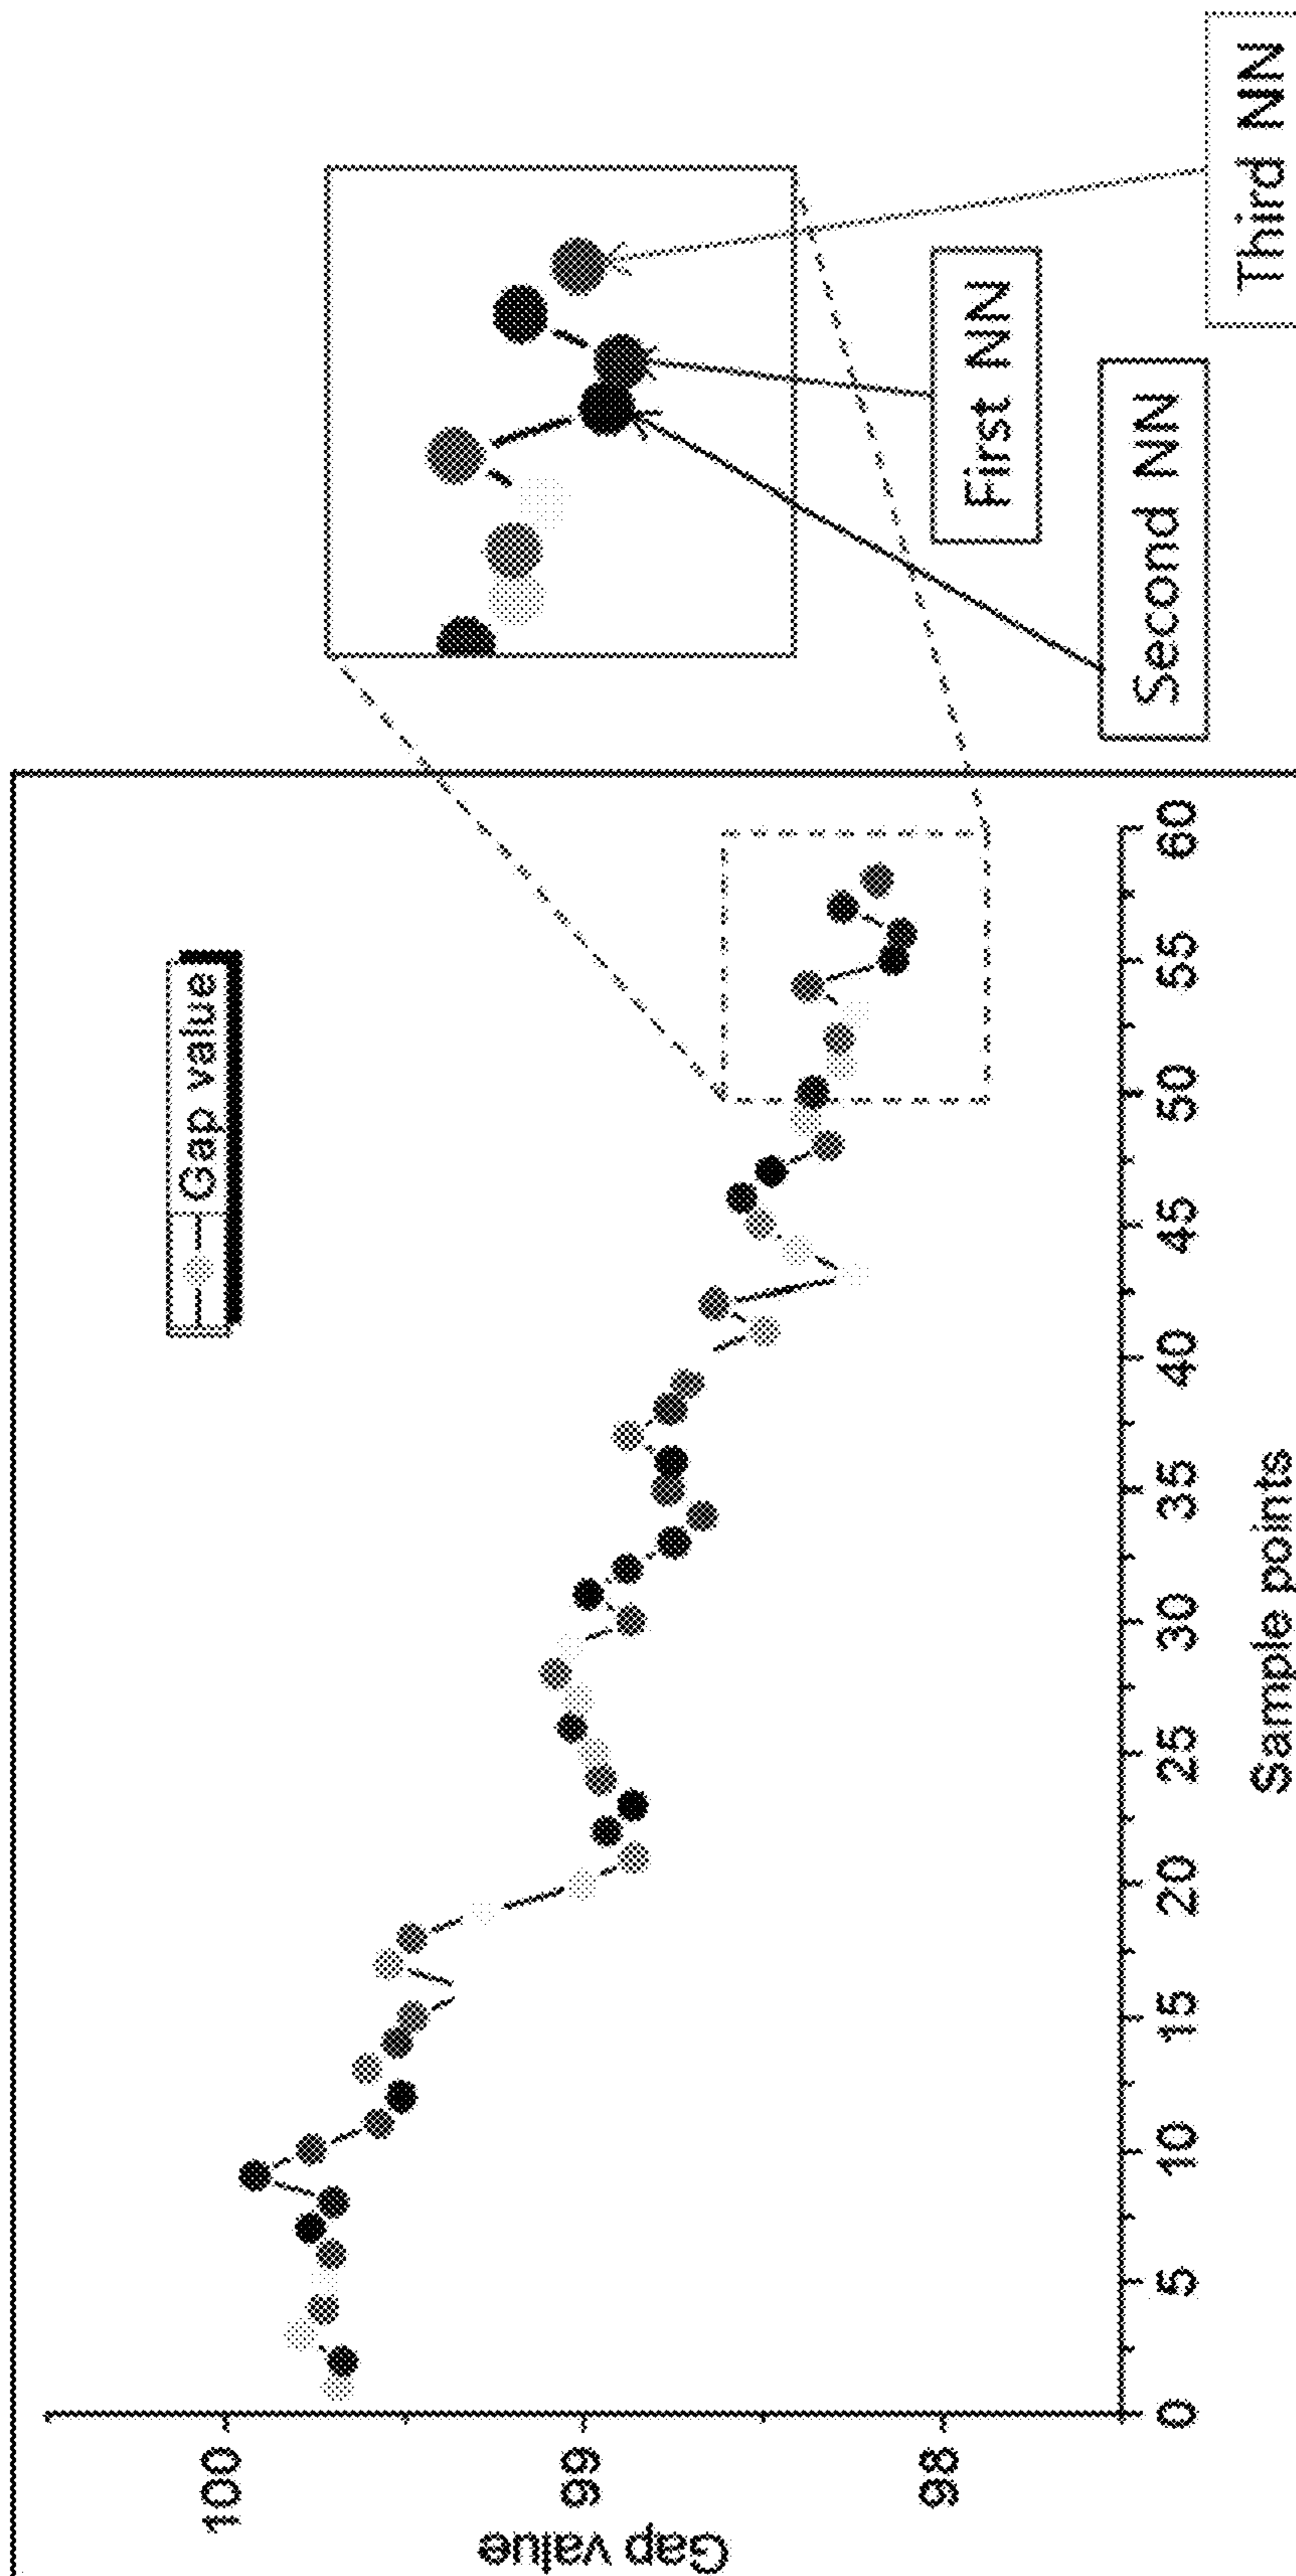 Gap value
100
99
98
Gap value
0 5 10 15 20 25 30 35 40 45 50 55 60
Sample points
Second NN
First NN
Third NN